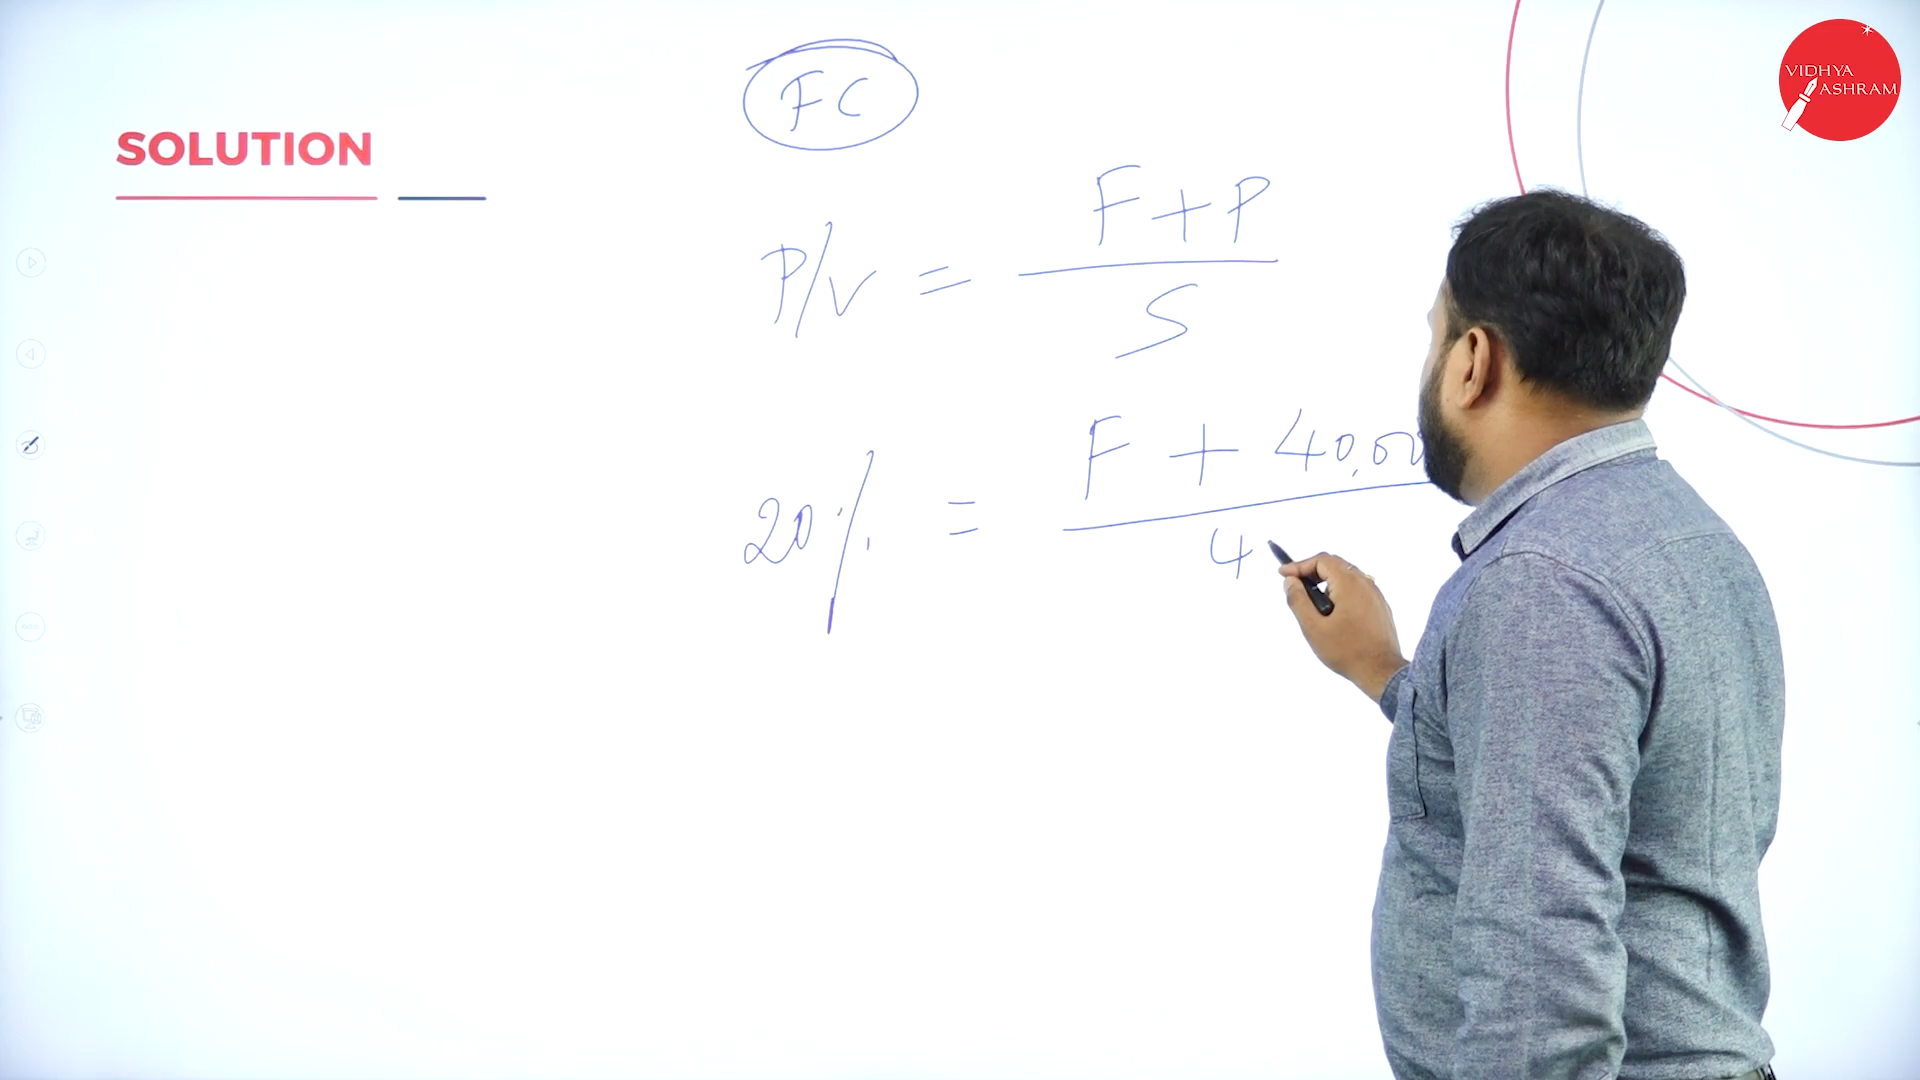 FC
VIDHYA
ASHRAM
SOLUTION
P/V = F+P
S
20% = F + 40,00
4